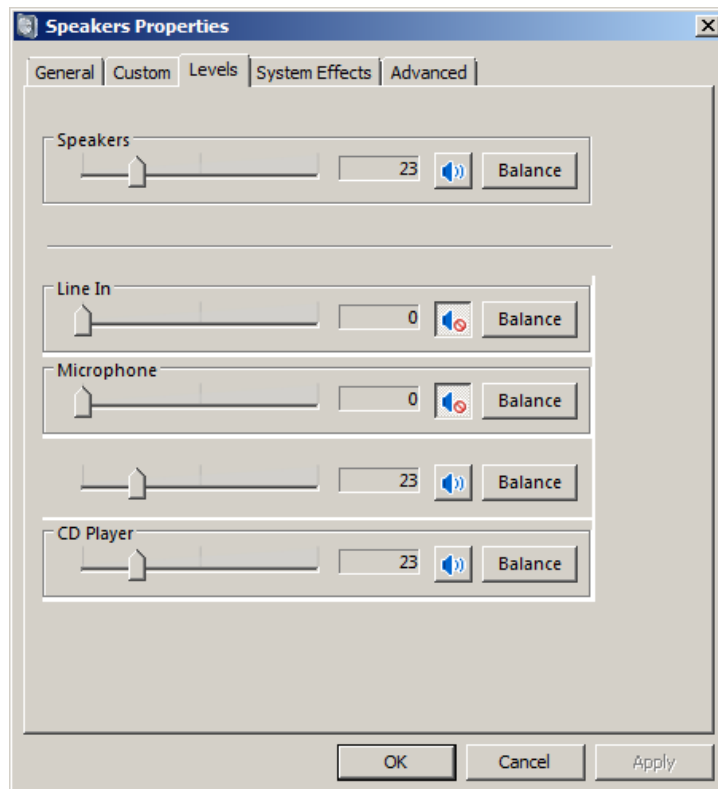 Speakers Properties
General Custom Levels System Effects Advanced
Speakers
23 Balance
Line In
0 Balance
Microphone
0 Balance
23 Balance
CD Player
23 Balance
OK Cancel Apply